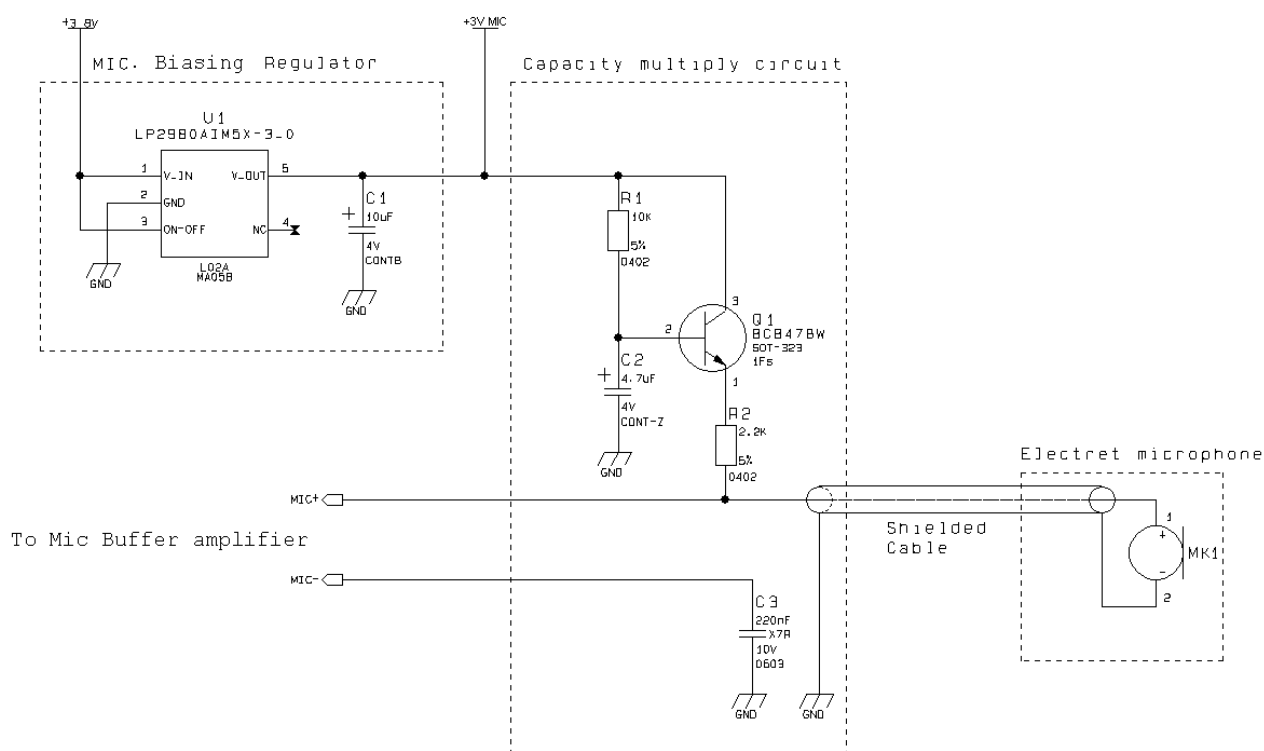 +3 8V
+3V MIC
MIC. Biasing Regulator
Capacity multiply circuit
U1
LP2980AIM5X-3_0
1
V_IN
V_OUT
5
2
GND
3
ON-OFF
NC
4
L02A
MA05B
GND
C1
+
10uF
4V
CONTB
GND
R1
10K
5%
0402
2
3
Q1
BC847BW
SOT-323
1Fs
1
C2
+
4.7uF
4V
CONT-Z
GND
R2
2.2K
5%
0402
Electret microphone
MIC+
Shielded
Cable
1
+
MK1
-
2
To Mic Buffer amplifier
MIC-
C3
220nF
X7R
10V
0603
GND
GND